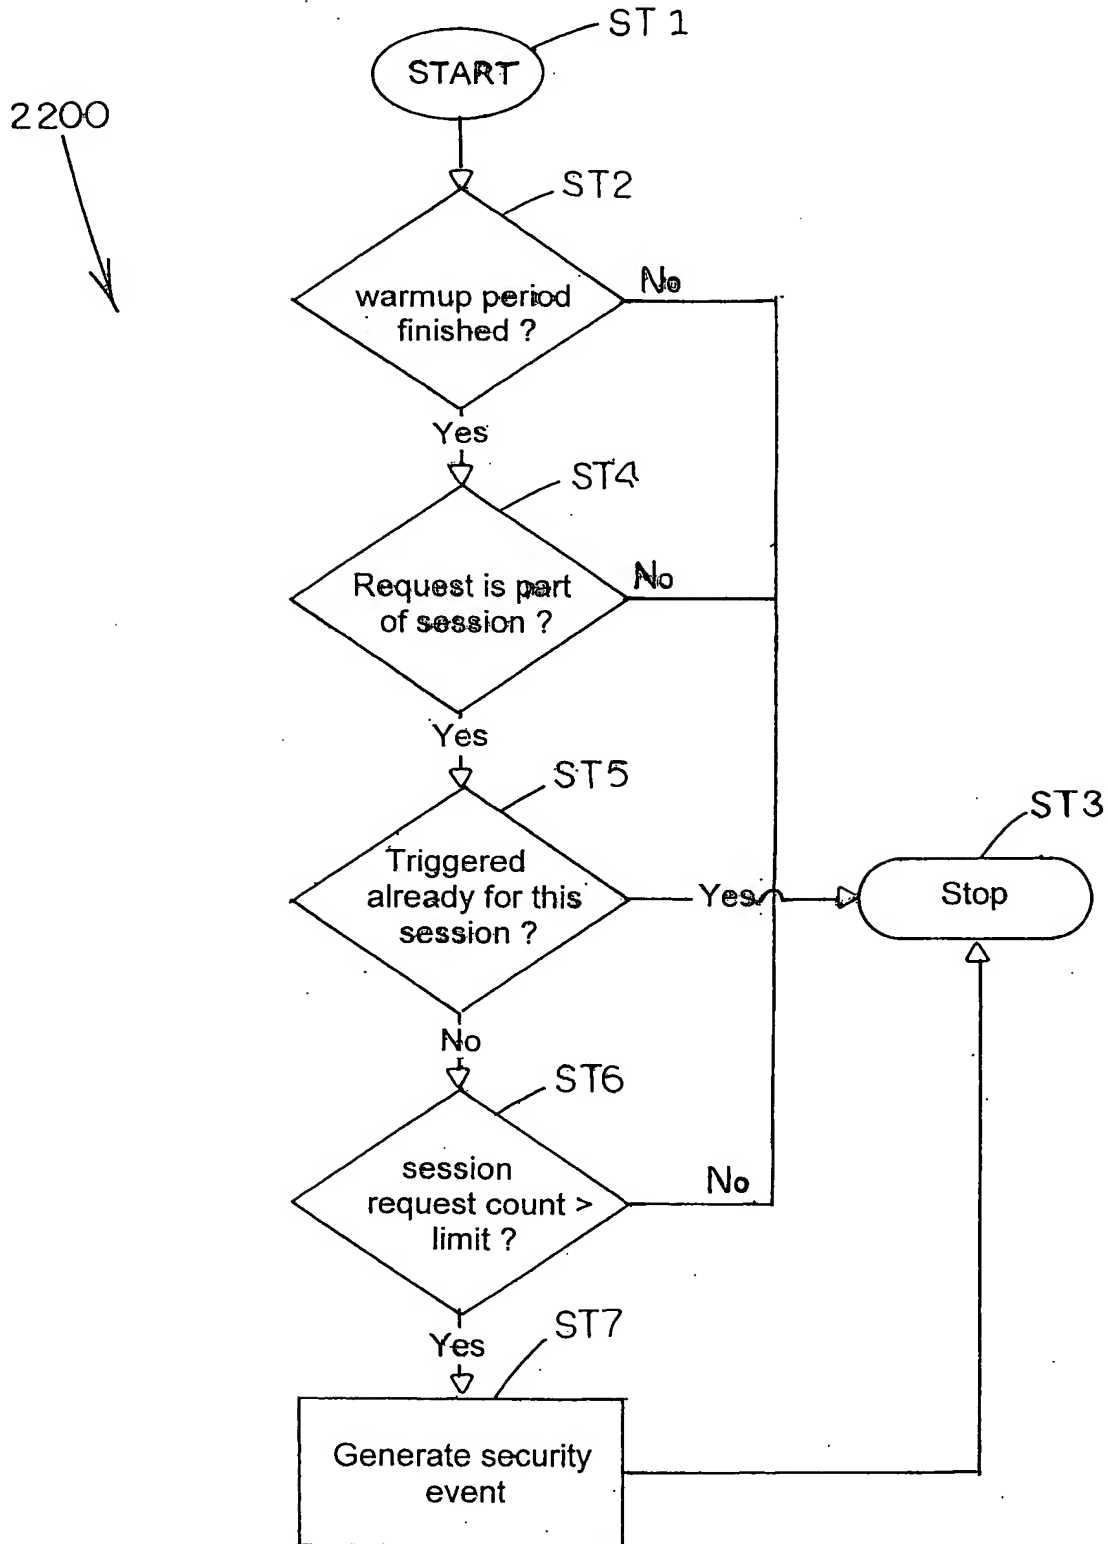 ST 1
START
2200
ST2
No
warmup period
finished ?
Yes
ST4
No
Request is part
of session ?
Yes
ST5
ST3
Triggered
already for this
session ?
Yes
Stop
No
ST6
session
request count >
limit ?
No
Yes
ST7
Generate security
event